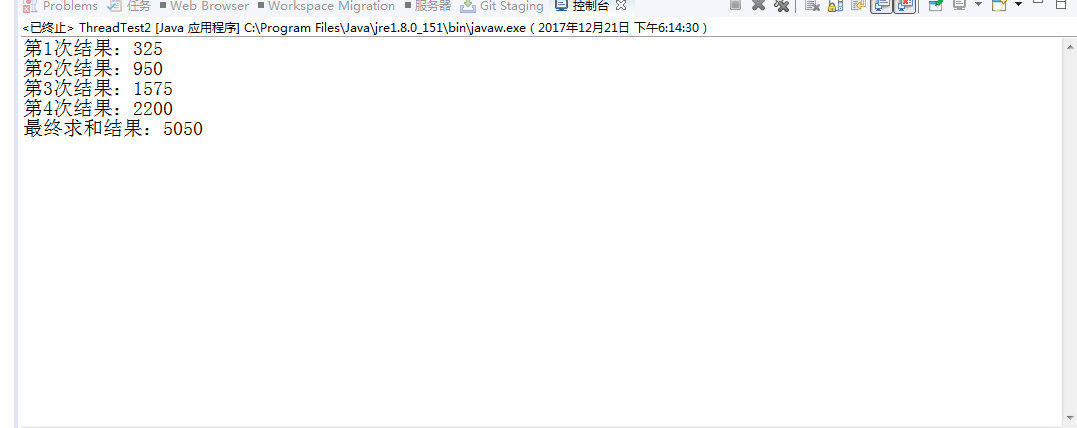 Problems 任务 Web Browser Workspace Migration 服务器 Git Staging 控制台
<已终止> ThreadTest2 [Java 应用程序] C:\Program Files\Java\jre1.8.0_151\bin\javaw.exe ( 2017年12月21日 下午6:14:30 )
第1次结果：325
第2次结果：950
第3次结果：1575
第4次结果：2200
最终求和结果：5050